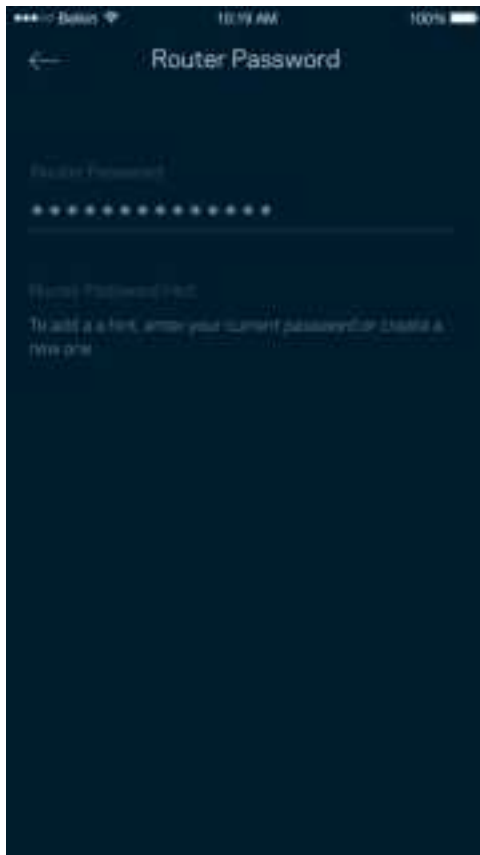 Belkin 10:19 AM 100%
Router Password
Router Password
••••••••••••••
Router Password Hint
To add a a hint, enter your current password or create a
new one